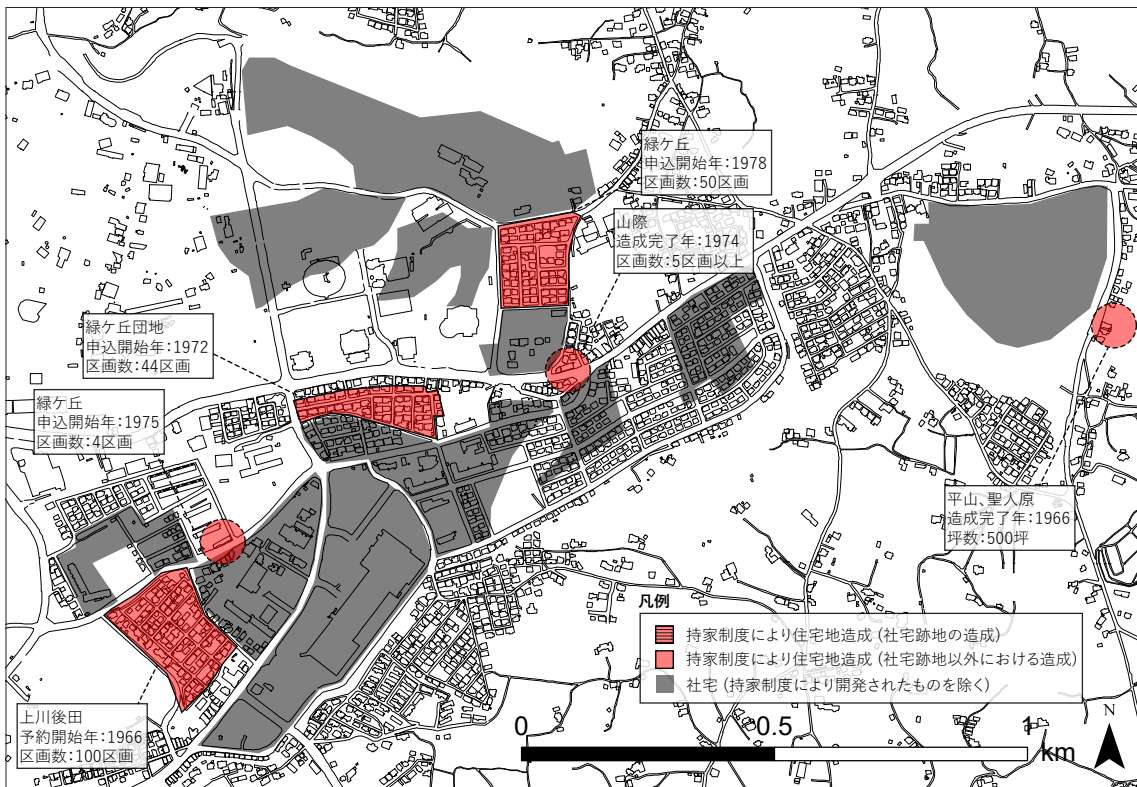 緑ケ丘
申込開始年:1978
区画数:50区画
山際
造成完了年:1974
区画数:5区画以上
緑ケ丘団地
申込開始年:1972
区画数:44区画
緑ケ丘
申込開始年:1975
区画数:4区画
平山、聖人原
造成完了年:1966
坪数:500坪
上川後田
予約開始年:1966
区画数:100区画
凡例
持家制度により住宅地造成 (社宅跡地の造成)
持家制度により住宅地造成 (社宅跡地以外における造成)
社宅 (持家制度により開発されたものを除く)
0 0.5 1 km
N